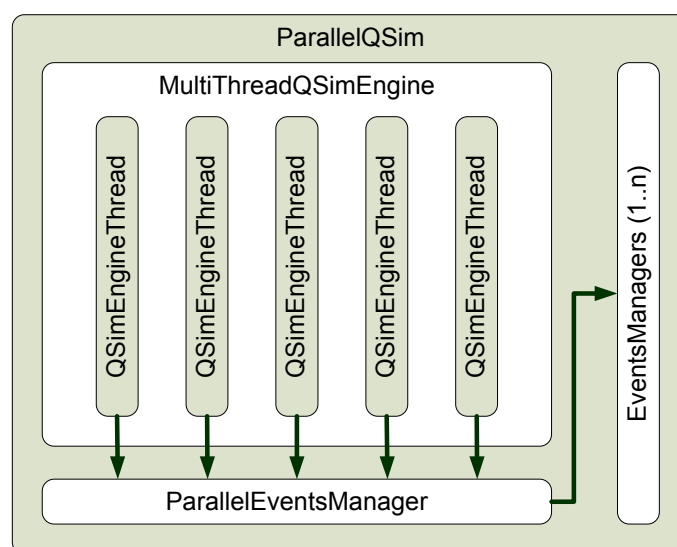 ParallelQSim
MultiThreadQSimEngine
QSimEngineThread
QSimEngineThread
QSimEngineThread
QSimEngineThread
QSimEngineThread
EventsManagers (1..n)
ParallelEventsManager